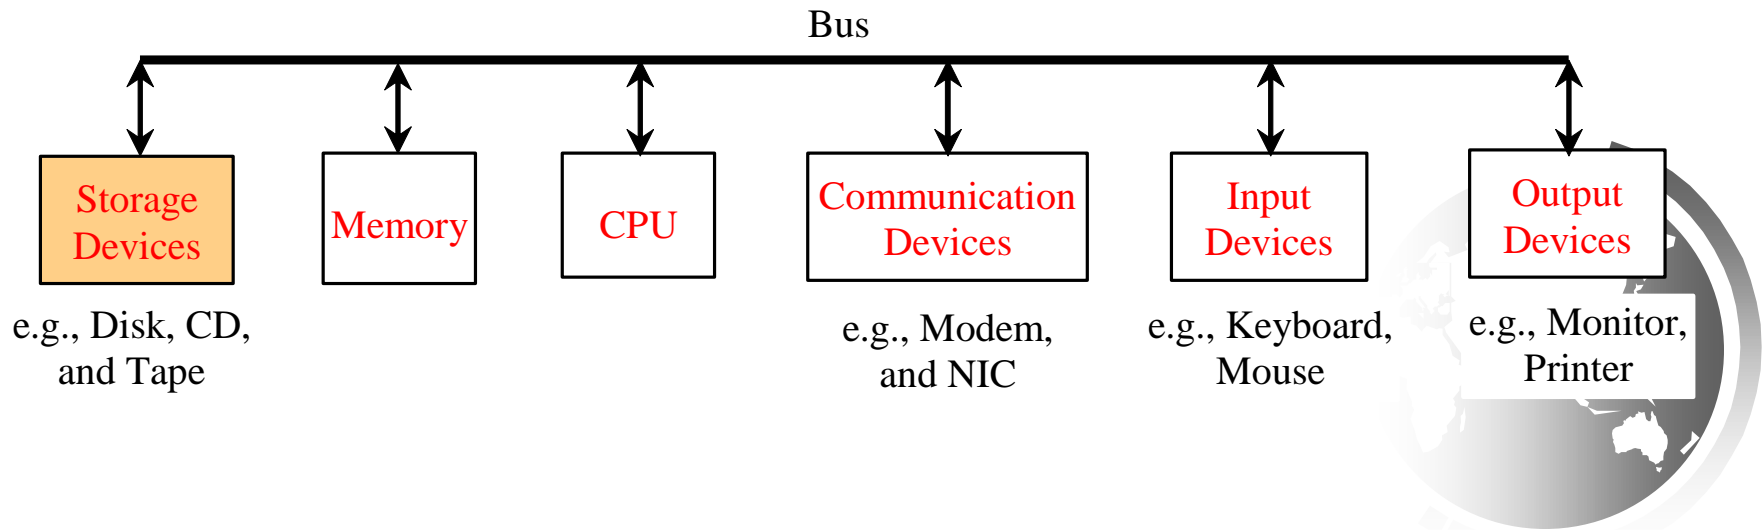 Bus
Storage
Devices
Memory
CPU
Communication
Devices
Input
Devices
Output
Devices
e.g., Disk, CD,
and Tape
e.g., Modem,
and NIC
e.g., Keyboard,
Mouse
e.g., Monitor,
Printer